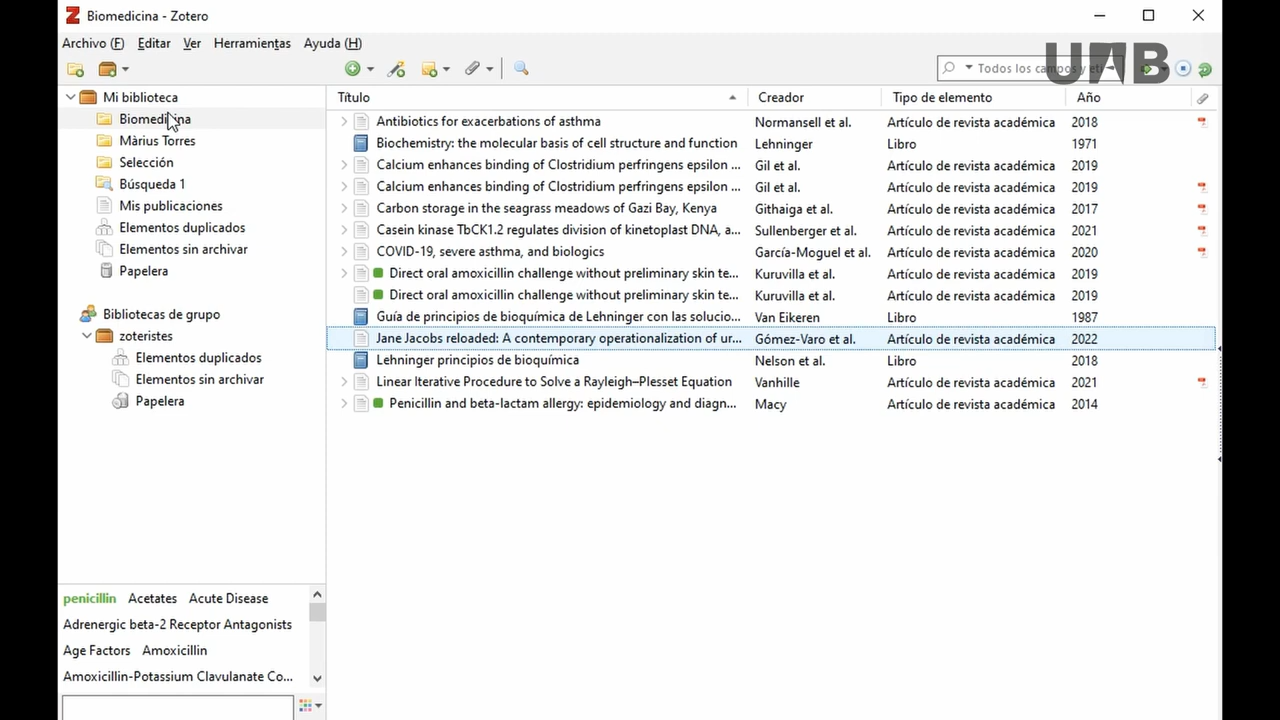 Biomedicina - Zotero
Archivo (F) Editar Ver Herramientas Ayuda (H)
Todos los campos y eti
UAB
Mi biblioteca
Biomedicina
Màrius Torres
Selección
Búsqueda 1
Mis publicaciones
Elementos duplicados
Elementos sin archivar
Papelera
Bibliotecas de grupo
zoteristes
Elementos duplicados
Elementos sin archivar
Papelera
penicillin Acetates Acute Disease
Adrenergic beta-2 Receptor Antagonists
Age Factors Amoxicillin
Amoxicillin-Potassium Clavulanate Co...
Título Creador Tipo de elemento Año
Antibiotics for exacerbations of asthma Normansell et al. Artículo de revista académica 2018
Biochemistry: the molecular basis of cell structure and function Lehninger Libro 1971
Calcium enhances binding of Clostridium perfringens epsilon ... Gil et al. Artículo de revista académica 2019
Calcium enhances binding of Clostridium perfringens epsilon ... Gil et al. Artículo de revista académica 2019
Carbon storage in the seagrass meadows of Gazi Bay, Kenya Githaiga et al. Artículo de revista académica 2017
Casein kinase TbCK1.2 regulates division of kinetoplast DNA, a... Sullenberger et al. Artículo de revista académica 2021
COVID-19, severe asthma, and biologics García-Moguel et al. Artículo de revista académica 2020
Direct oral amoxicillin challenge without preliminary skin te... Kuruvilla et al. Artículo de revista académica 2019
Direct oral amoxicillin challenge without preliminary skin te... Kuruvilla et al. Artículo de revista académica 2019
Guía de principios de bioquímica de Lehninger con las solucio... Van Eikeren Libro 1987
Jane Jacobs reloaded: A contemporary operationalization of ur... Gómez-Varo et al. Artículo de revista académica 2022
Lehninger principios de bioquímica Nelson et al. Libro 2018
Linear Iterative Procedure to Solve a Rayleigh–Plesset Equation Vanhille Artículo de revista académica 2021
Penicillin and beta-lactam allergy: epidemiology and diagn... Macy Artículo de revista académica 2014